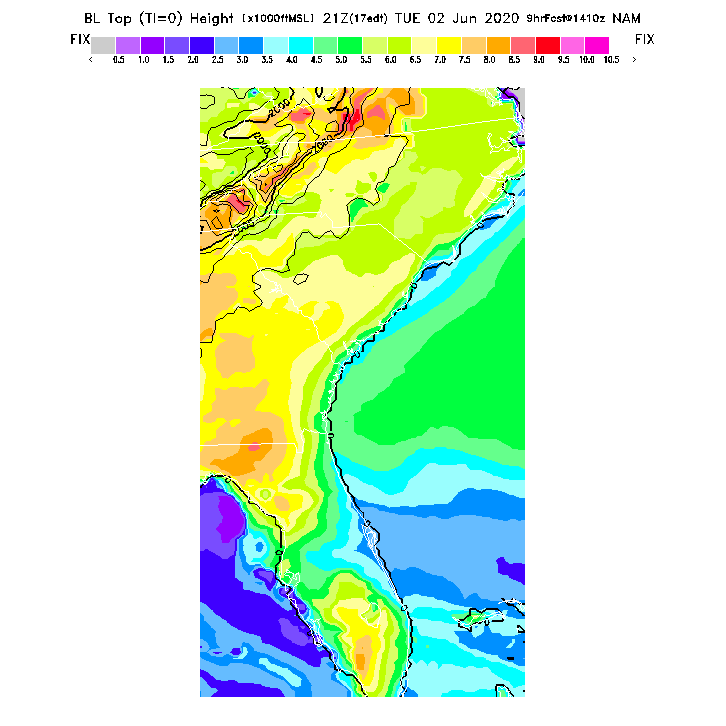 BL Top (TI=0) Height [x1000ftMSL] 21Z(17edt) TUE 02 Jun 2020 9hrFcst@1410z NAM
FIX FIX
< 0.5 1.0 1.5 2.0 2.5 3.0 3.5 4.0 4.5 5.0 5.5 6.0 6.5 7.0 7.5 8.0 8.5 9.0 9.5 10.0 10.5 >
2000
2000
2000